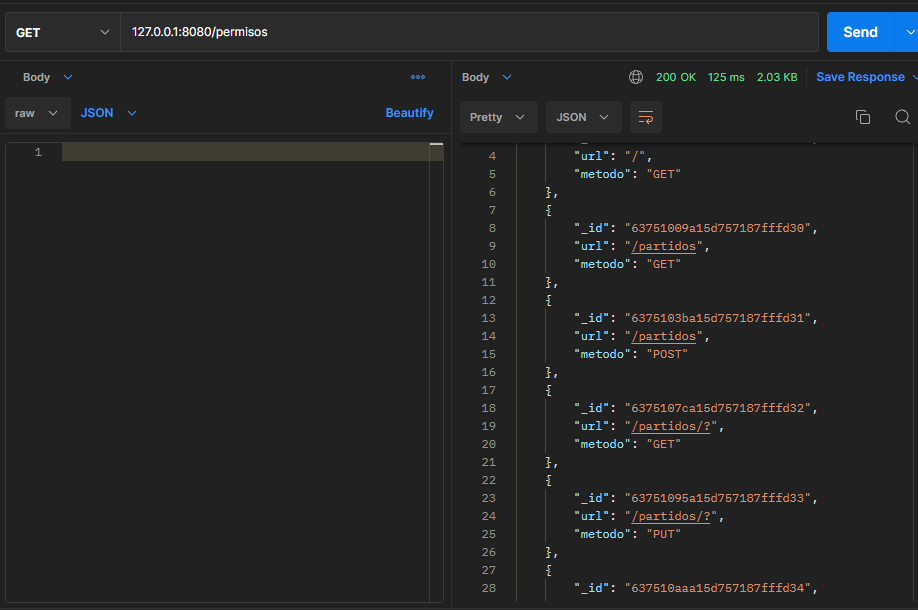 GET 127.0.0.1:8080/permisos Send
Body ooo
raw JSON Beautify
1
Body 200 OK 125 ms 2.03 KB Save Response
Pretty JSON
4 "url": "/",
5 "metodo": "GET"
6 },
7 {
8 "_id": "63751009a15d757187fffd30",
9 "url": "/partidos",
10 "metodo": "GET"
11 },
12 {
13 "_id": "6375103ba15d757187fffd31",
14 "url": "/partidos",
15 "metodo": "POST"
16 },
17 {
18 "_id": "6375107ca15d757187fffd32",
19 "url": "/partidos/?",
20 "metodo": "GET"
21 },
22 {
23 "_id": "63751095a15d757187fffd33",
24 "url": "/partidos/?",
25 "metodo": "PUT"
26 },
27 {
28 "_id": "637510aaa15d757187fffd34",